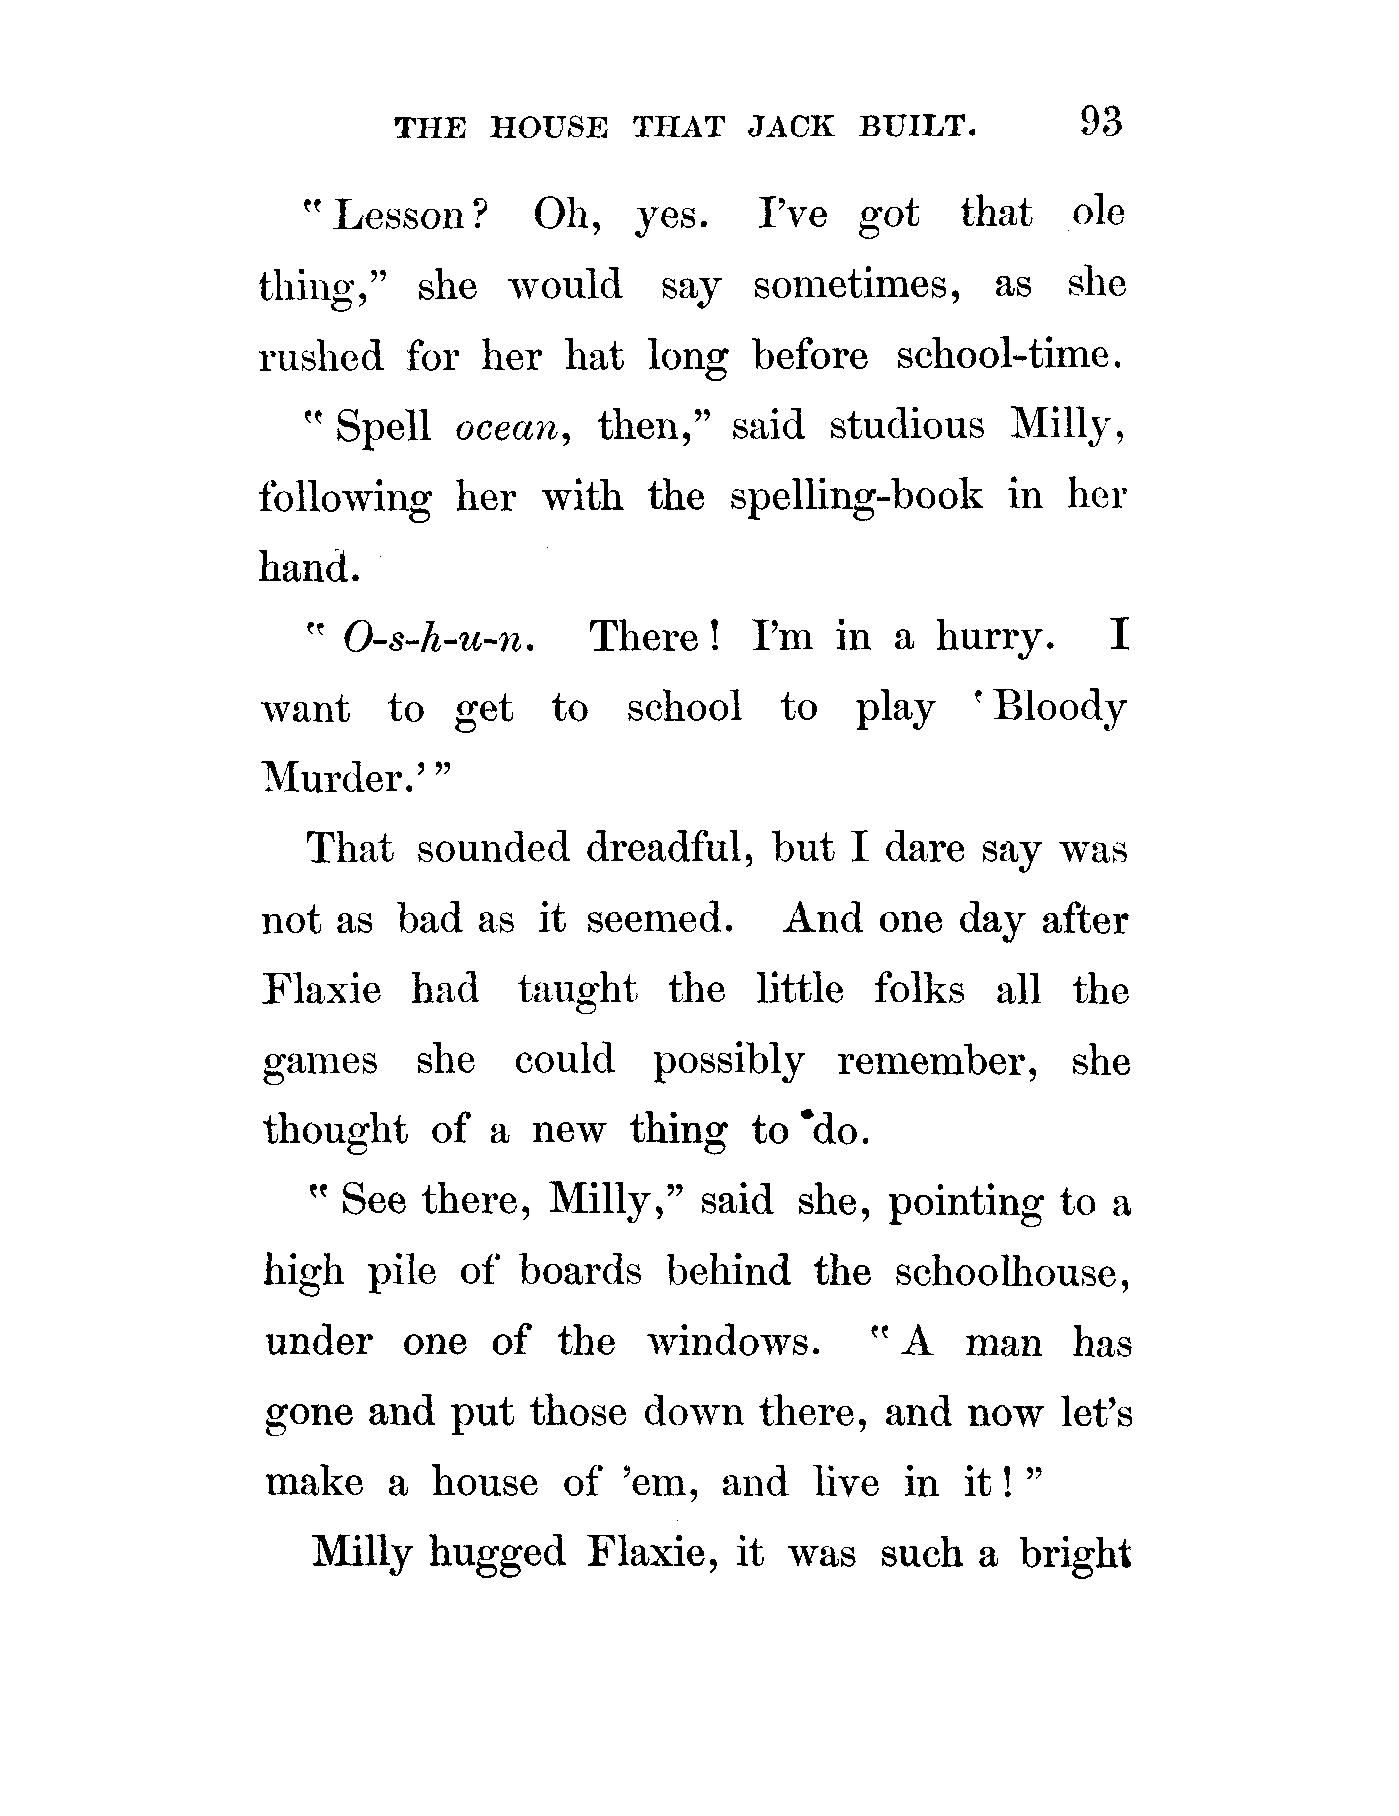 THE HOUSE THAT JACK BUILT. 93
“Lesson? Oh, yes. I’ve got that ole
thing,” she would say sometimes, as she
rushed for her hat long before school-time.
“Spell ocean, then,” said studious Milly,
following her with the spelling-book in her
hand.
“O-s-h-u-n. There! I’m in a hurry. I
want to get to school to play ‘Bloody
Murder.’”
That sounded dreadful, but I dare say was
not as bad as it seemed. And one day after
Flaxie had taught the little folks all the
games she could possibly remember, she
thought of a new thing to do.
“See there, Milly,” said she, pointing to a
high pile of boards behind the schoolhouse,
under one of the windows. “A man has
gone and put those down there, and now let’s
make a house of ’em, and live in it!”
Milly hugged Flaxie, it was such a bright